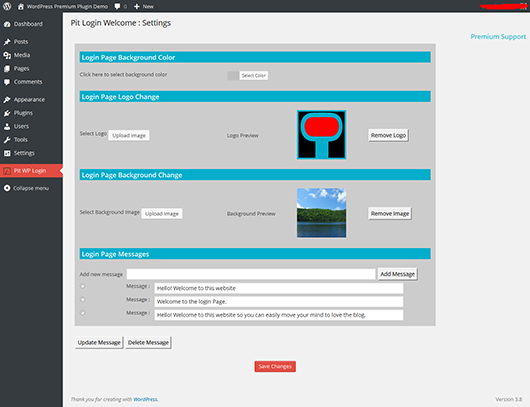 WordPress Premium Plugin Demo 0 + New
Dashboard
Posts
Media
Pages
Comments
Appearance
Plugins
Users
Tools
Settings
Pit WP Login
Collapse menu
Pit Login Welcome : Settings
Premium Support
Login Page Background Color
Click here to select background color Select Color
Login Page Logo Change
Select Logo Upload image Logo Preview Remove Logo
Login Page Background Change
Select Background Image Upload image Background Preview Remove Image
Login Page Messages
Add new message Add Message
Message : Hello! Welcome to this website
Message : Welcome to the login Page.
Message : Hello! Welcome to this website so you can easily move your mind to love the blog.
Update Message Delete Message
Save Changes
Thank you for creating with WordPress. Version 3.8